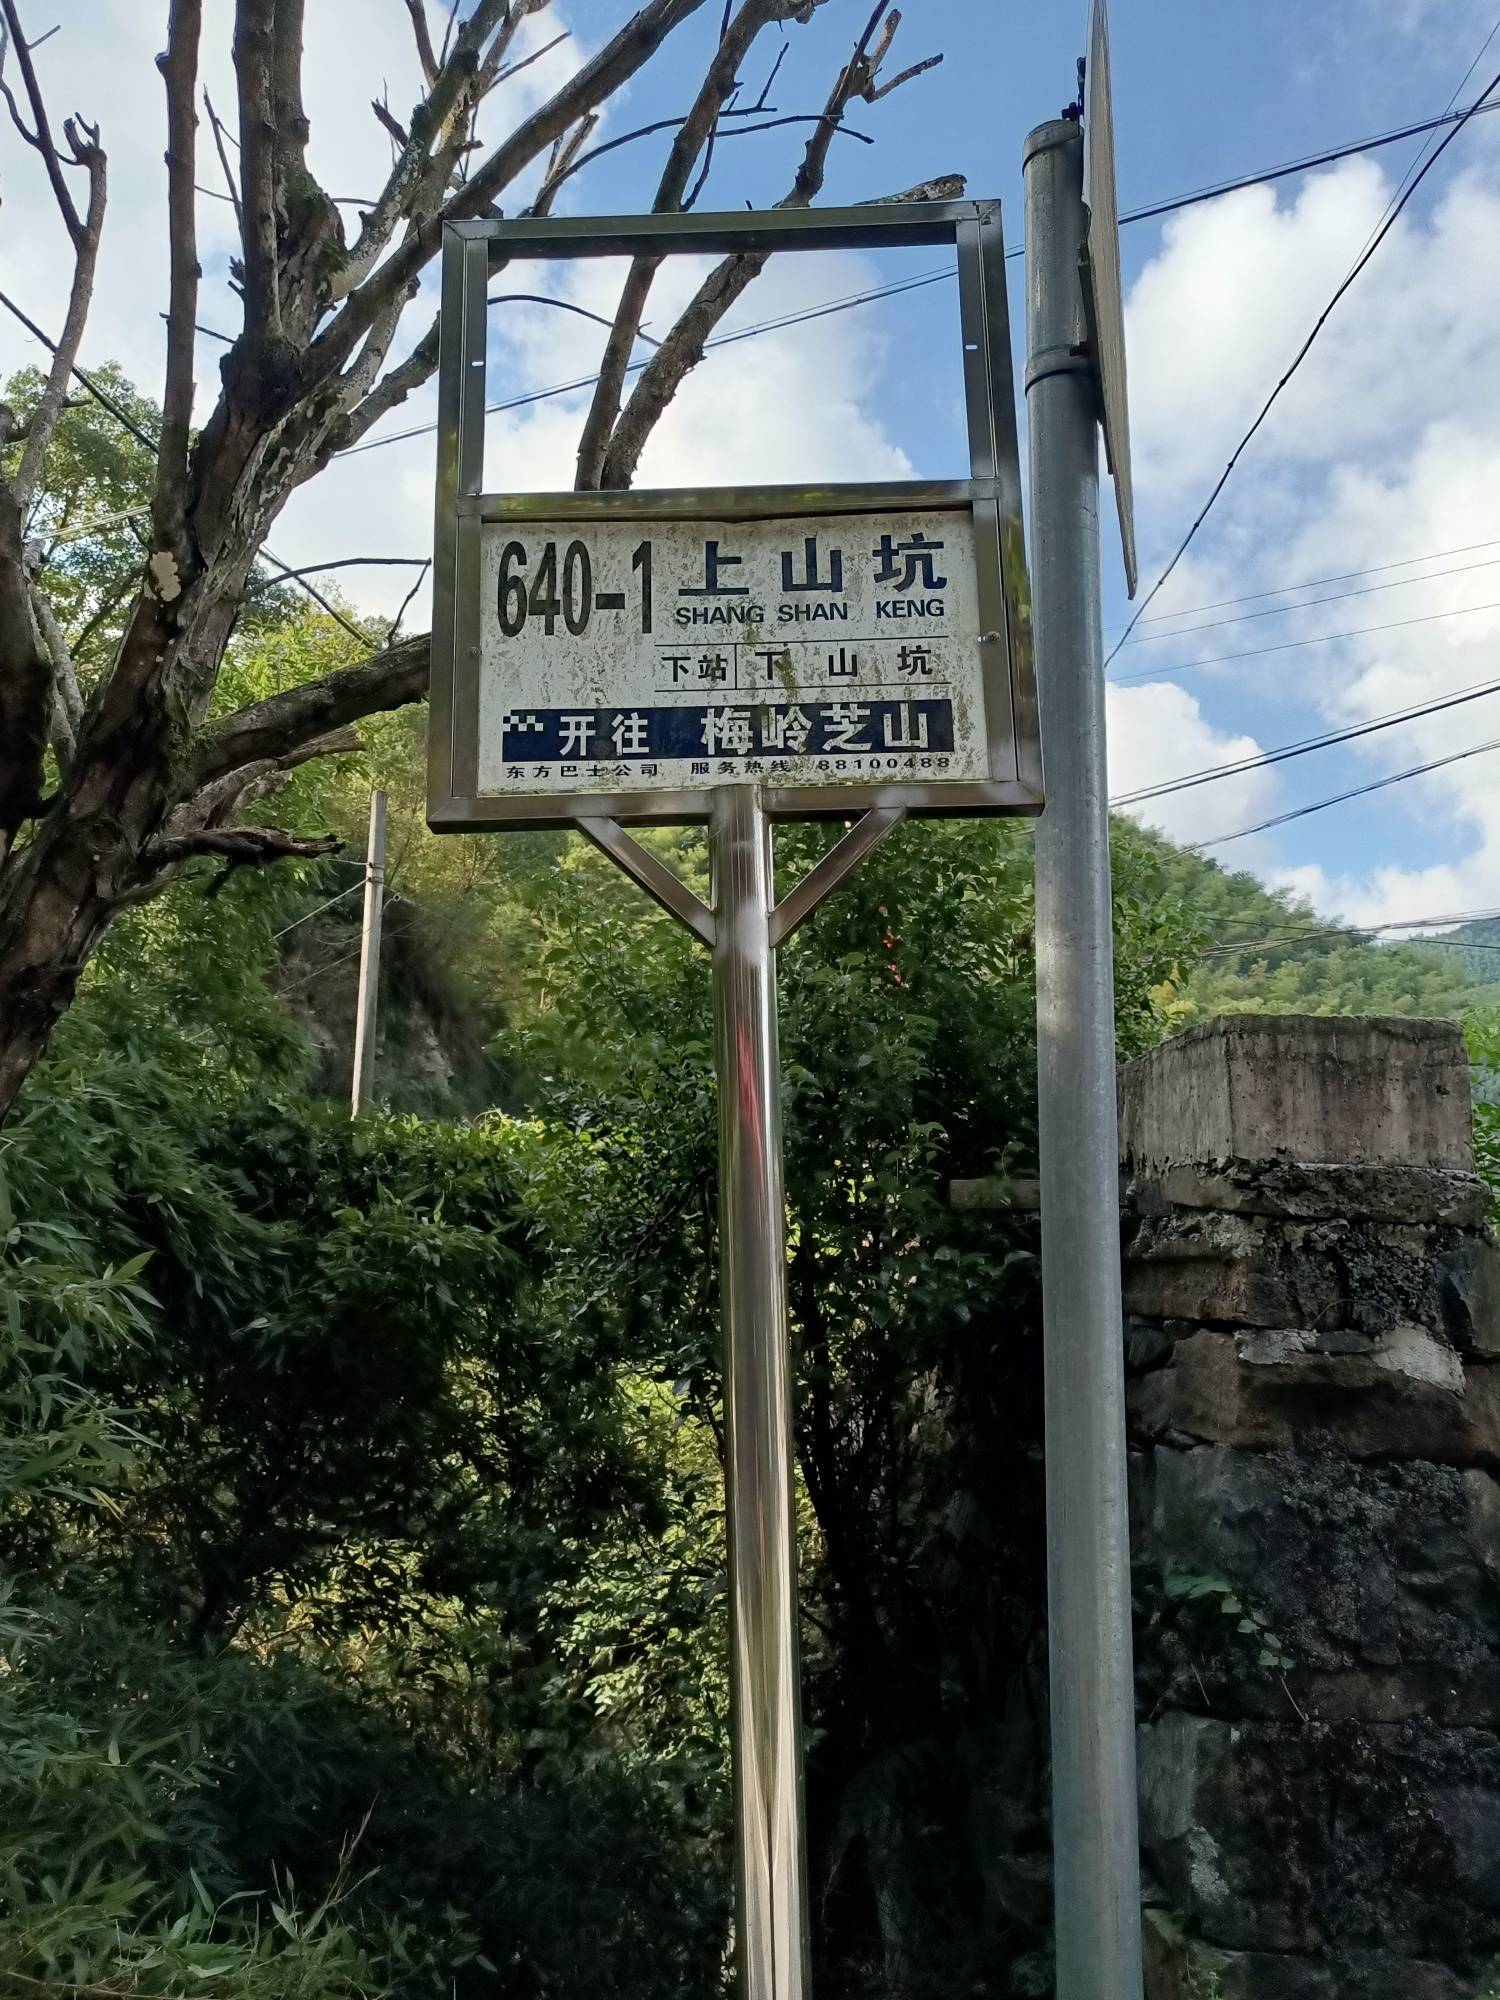 640-1 上山坑
SHANG SHAN KENG
下站 下山坑
开往 梅岭芝山
东方巴士公司 服务热线:88100488